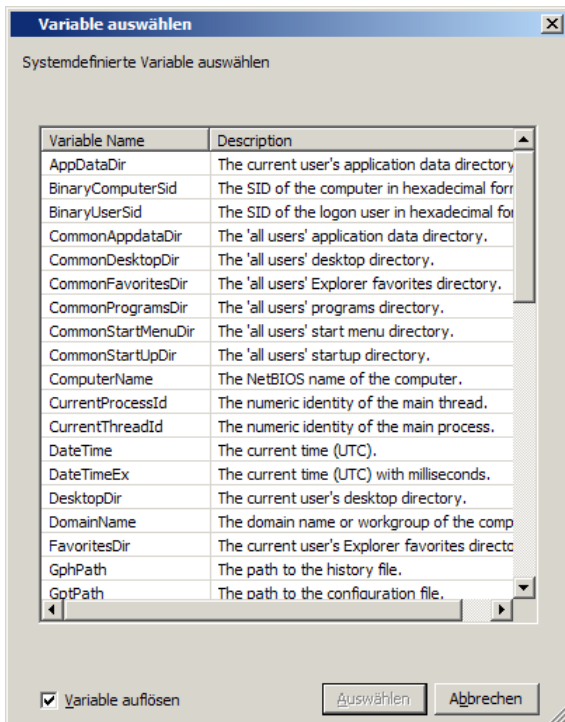 Variable auswählen
Systemdefinierte Variable auswählen
Variable Name Description
AppDataDir The current user's application data directory
BinaryComputerSid The SID of the computer in hexadecimal forr
BinaryUserSid The SID of the logon user in hexadecimal fo
CommonAppdataDir The 'all users' application data directory.
CommonDesktopDir The 'all users' desktop directory.
CommonFavoritesDir The 'all users' Explorer favorites directory.
CommonProgramsDir The 'all users' programs directory.
CommonStartMenuDir The 'all users' start menu directory.
CommonStartUpDir The 'all users' startup directory.
ComputerName The NetBIOS name of the computer.
CurrentProcessId The numeric identity of the main thread.
CurrentThreadId The numeric identity of the main process.
DateTime The current time (UTC).
DateTimeEx The current time (UTC) with milliseconds.
DesktopDir The current user's desktop directory.
DomainName The domain name or workgroup of the comp
FavoritesDir The current user's Explorer favorites directo
GphPath The path to the history file.
GptPath The path to the configuration file.
Variable auflösen Auswählen Abbrechen